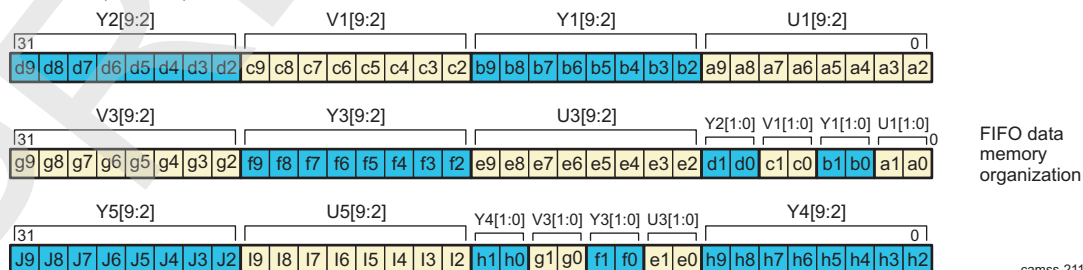 Y2[9:2] V1[9:2] Y1[9:2] U1[9:2]
31 0
d9 d8 d7 d6 d5 d4 d3 d2 c9 c8 c7 c6 c5 c4 c3 c2 b9 b8 b7 b6 b5 b4 b3 b2 a9 a8 a7 a6 a5 a4 a3 a2
V3[9:2] Y3[9:2] U3[9:2] Y2[1:0] V1[1:0] Y1[1:0] U1[1:0]
31 0
g9 g8 g7 g6 g5 g4 g3 g2 f9 f8 f7 f6 f5 f4 f3 f2 e9 e8 e7 e6 e5 e4 e3 e2 d1 d0 c1 c0 b1 b0 a1 a0
FIFO data
memory
organization
Y5[9:2] U5[9:2] Y4[1:0] V3[1:0] Y3[1:0] U3[1:0] Y4[9:2]
31 0
J9 J8 J7 J6 J5 J4 J3 J2 I9 I8 I7 I6 I5 I4 I3 I2 h1 h0 g1 g0 f1 f0 e1 e0 h9 h8 h7 h6 h5 h4 h3 h2
camss-211